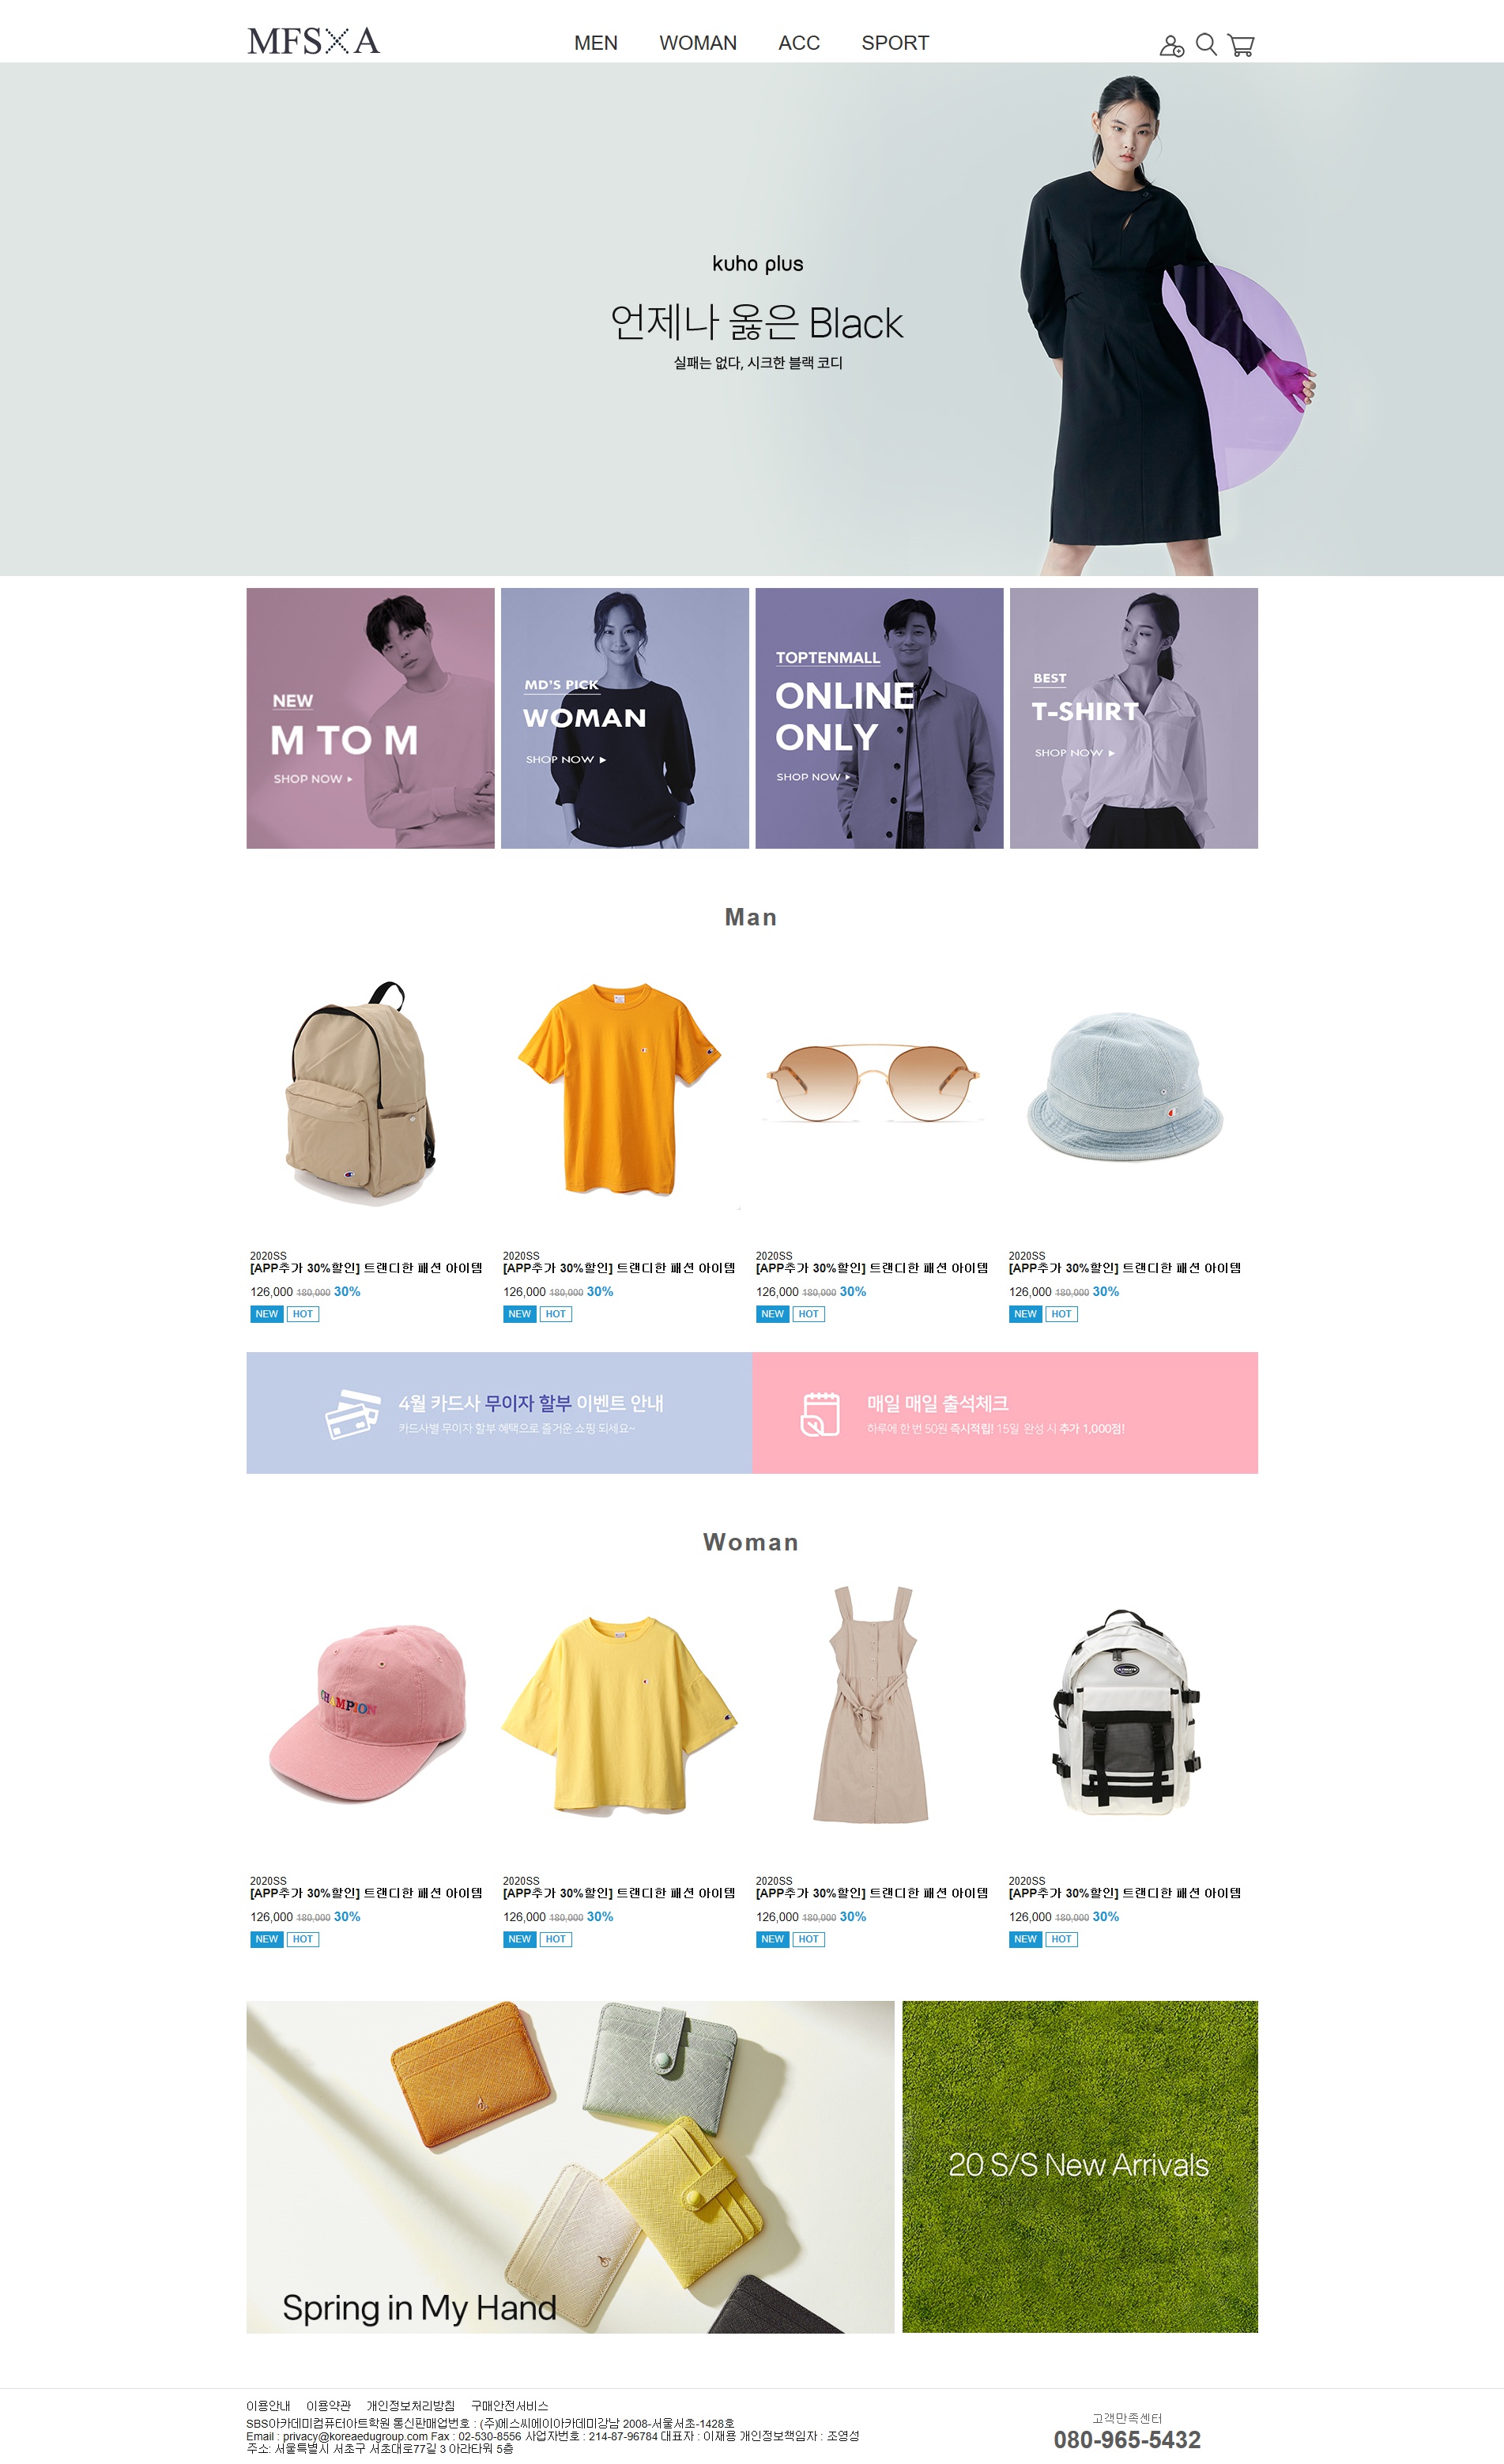 MFSXA
MEN WOMAN ACC SPORT
kuho plus
언제나 옳은 Black
실패는 없다, 시크한 블랙 코디
NEW
M TO M
SHOP NOW ▸
MD'S PICK
WOMAN
SHOP NOW ▸
TOPTENMALL
ONLINE
ONLY
SHOP NOW ▸
BEST
T-SHIRT
SHOP NOW ▸
Man
2020SS
[APP추가 30%할인] 트랜디한 패션 아이템
126,000 180,000 30%
NEW HOT
2020SS
[APP추가 30%할인] 트랜디한 패션 아이템
126,000 180,000 30%
NEW HOT
2020SS
[APP추가 30%할인] 트랜디한 패션 아이템
126,000 180,000 30%
NEW HOT
2020SS
[APP추가 30%할인] 트랜디한 패션 아이템
126,000 180,000 30%
NEW HOT
4월 카드사 무이자 할부 이벤트 안내
카드사별 무이자 할부 혜택으로 즐거운 쇼핑 되세요~
매일 매일 출석체크
하루에 한 번 50원 즉시적립! 15일 완성 시 추가 1,000점!
Woman
CHAMPION
2020SS
[APP추가 30%할인] 트랜디한 패션 아이템
126,000 180,000 30%
NEW HOT
2020SS
[APP추가 30%할인] 트랜디한 패션 아이템
126,000 180,000 30%
NEW HOT
2020SS
[APP추가 30%할인] 트랜디한 패션 아이템
126,000 180,000 30%
NEW HOT
2020SS
[APP추가 30%할인] 트랜디한 패션 아이템
126,000 180,000 30%
NEW HOT
Spring in My Hand
20 S/S New Arrivals
이용안내 이용약관 개인정보처리방침 구매안전서비스
SBS아카데미컴퓨터아트학원 통신판매업번호 : (주)에스씨에이아카데미강남 2008-서울서초-1428호
Email : privacy@koreaedugroup.com Fax : 02-530-8556 사업자번호 : 214-87-96784 대표자 : 이재용 개인정보책임자 : 조영성
주소: 서울특별시 서초구 서초대로77길 3 아라타워 5층
고객만족센터
080-965-5432